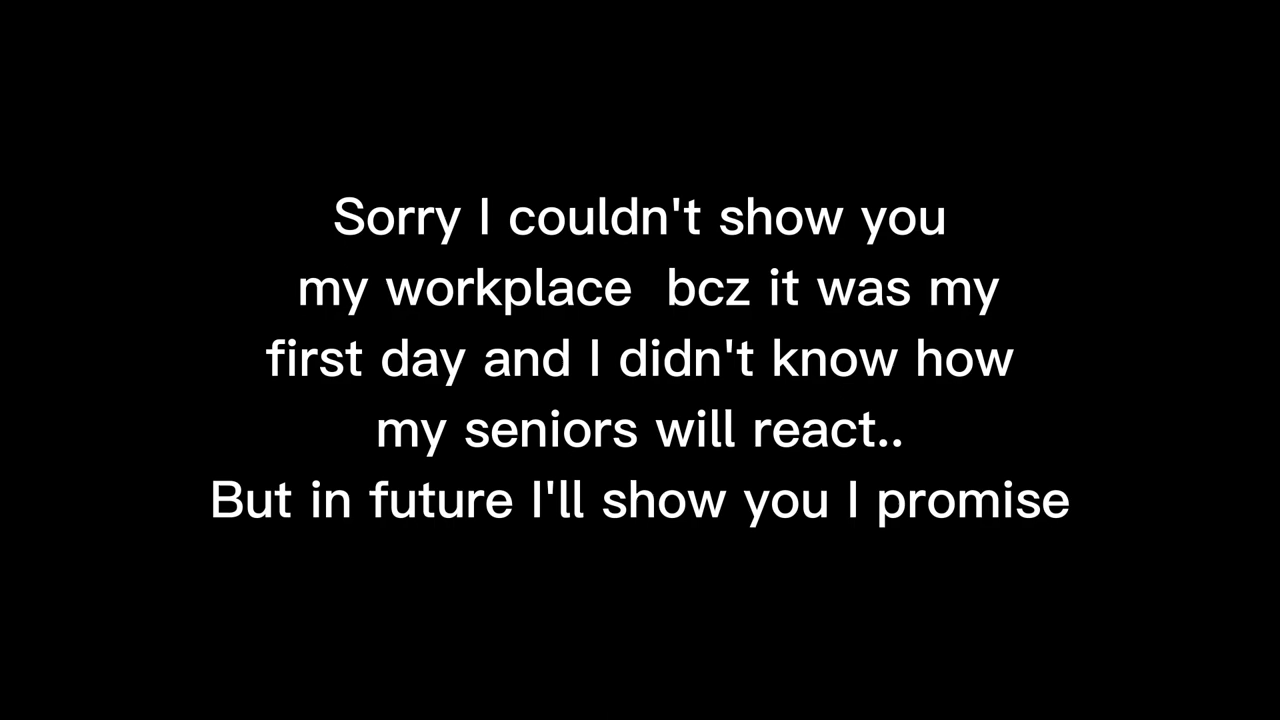 Sorry I couldn't show you
my workplace  bcz it was my
first day and I didn't know how
my seniors will react..
But in future I'll show you I promise